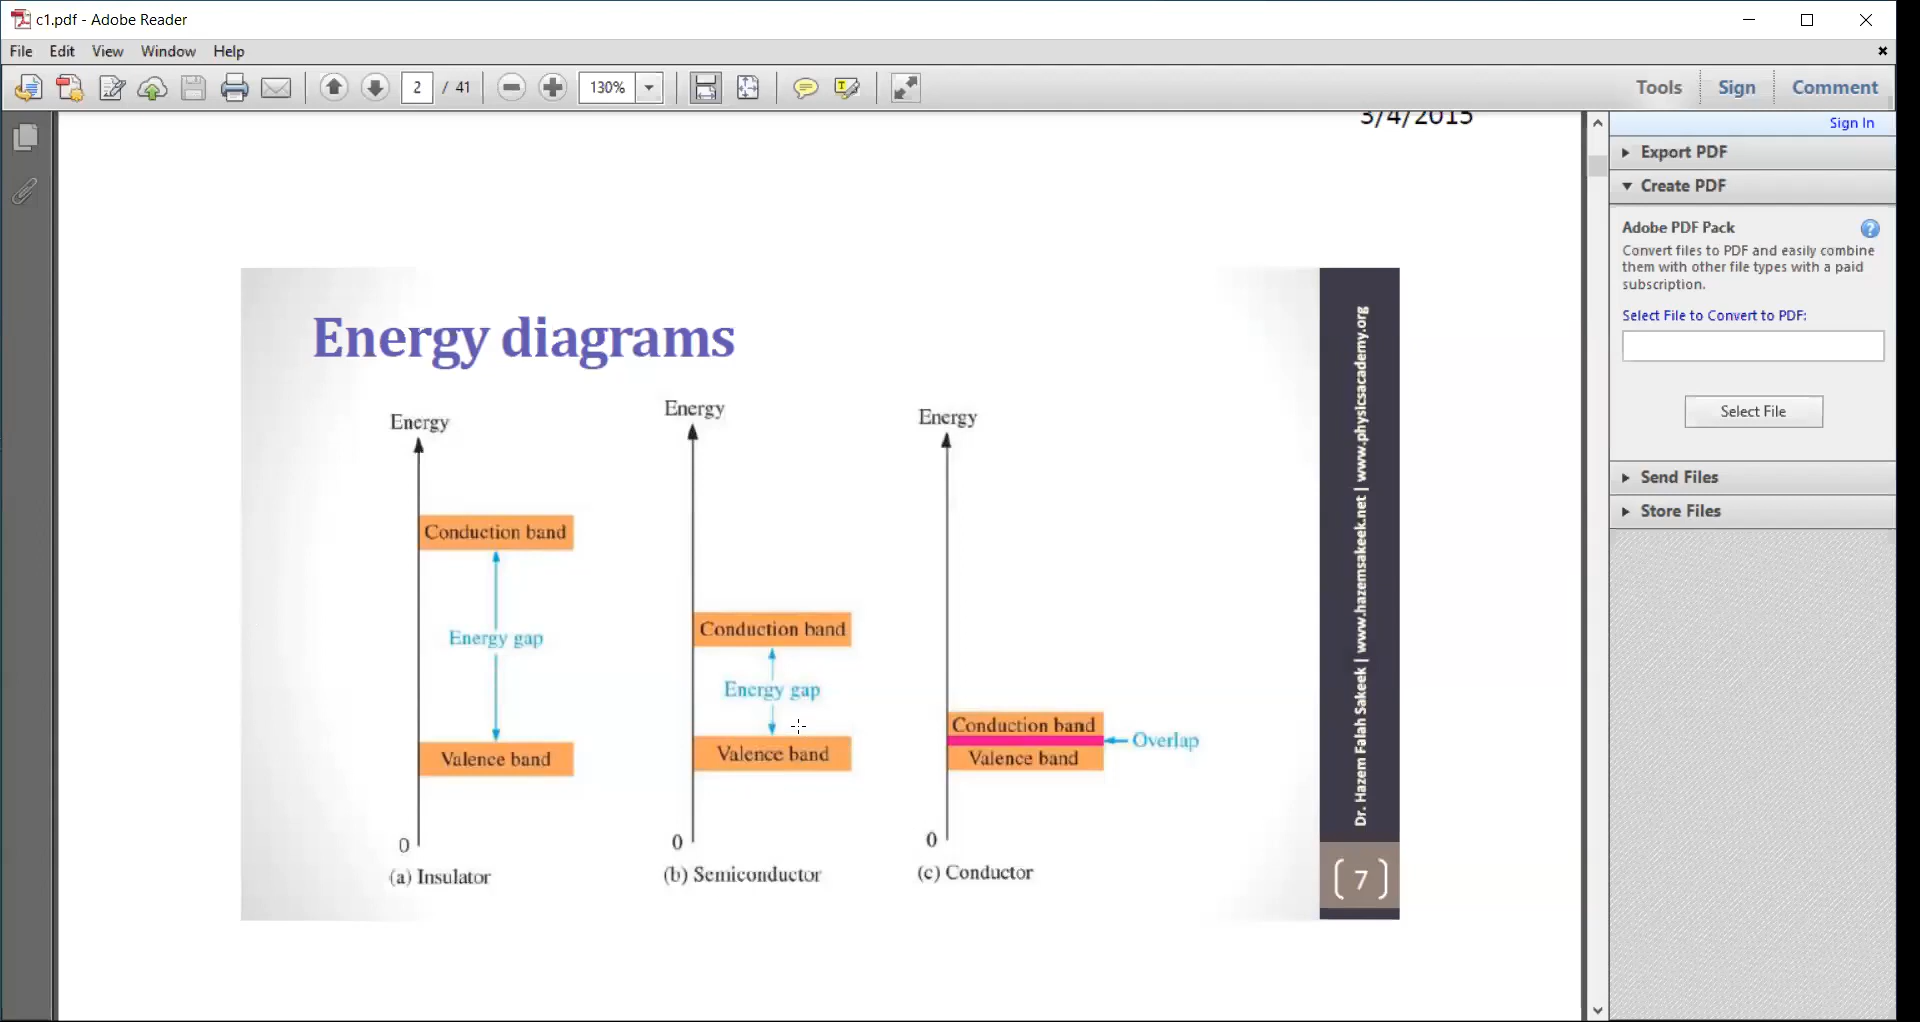 c1.pdf - Adobe Reader
File Edit View Window Help
2 / 41 130% Tools Sign Comment
3/4/2015
Sign In
Export PDF
Create PDF
Adobe PDF Pack
Convert files to PDF and easily combine
them with other file types with a paid
subscription.
Select File to Convert to PDF:
Select File
Send Files
Store Files
Energy diagrams
Energy
Conduction band
Energy gap
Valence band
0
(a) Insulator
Energy
Conduction band
Energy gap
Valence band
0
(b) Semiconductor
Energy
Conduction band
Overlap
Valence band
0
(c) Conductor
Dr. Hazem Falah Sakeek | www.hazemsakeek.net | www.physicsacademy.org
7